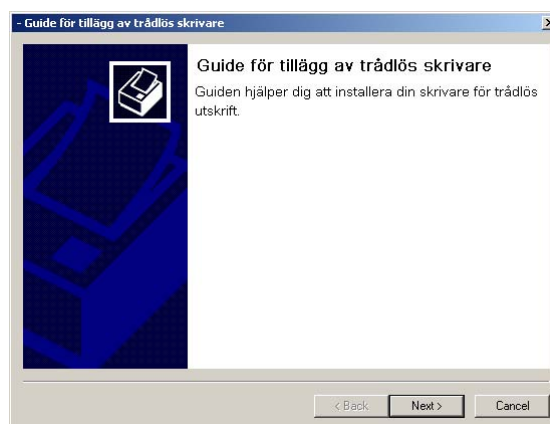 - Guide för tillägg av trådlös skrivare
Guide för tillägg av trådlös skrivare
Guiden hjälper dig att installera din skrivare för trådlös
utskrift.
< Back Next > Cancel